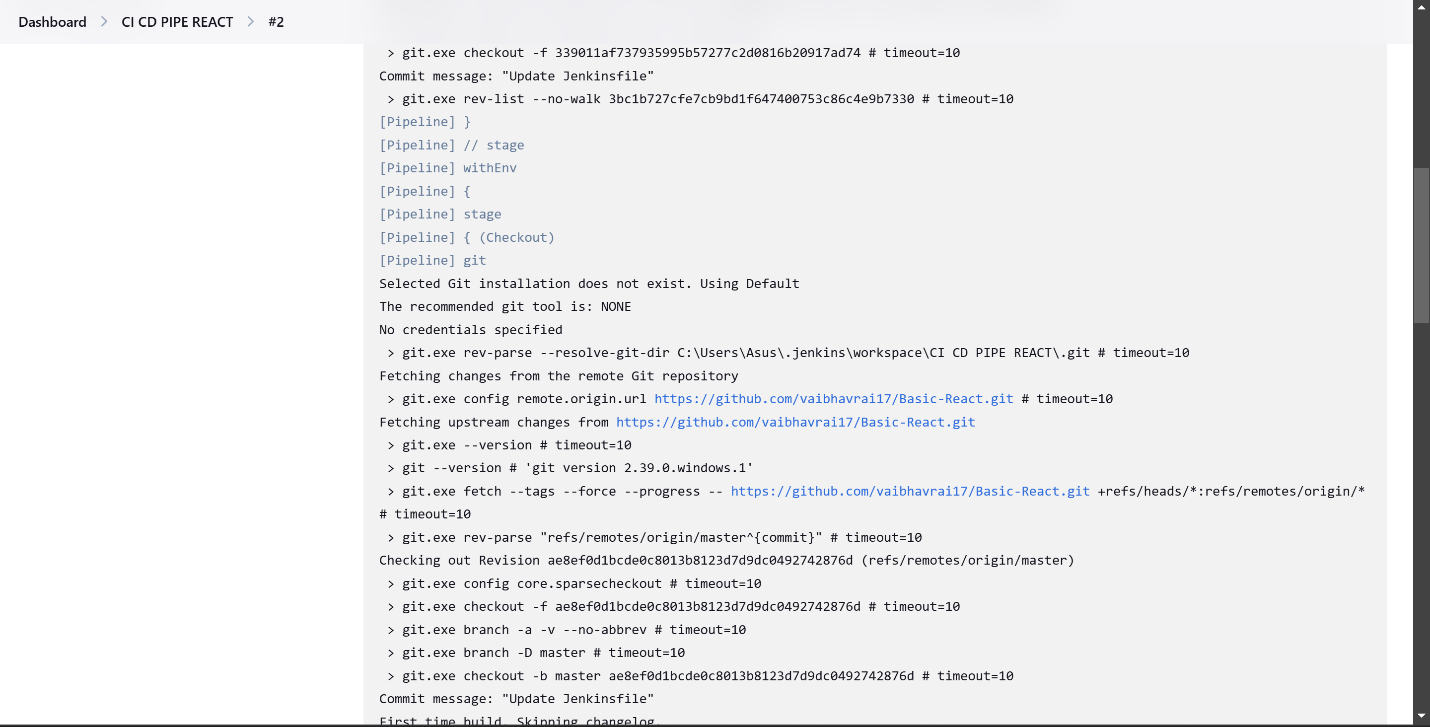 Dashboard > CI CD PIPE REACT > #2
> git.exe checkout -f 339011af737935995b57277c2d0816b20917ad74 # timeout=10
Commit message: "Update Jenkinsfile"
> git.exe rev-list --no-walk 3bc1b727cfe7cb9bd1f647400753c86c4e9b7330 # timeout=10
[Pipeline] }
[Pipeline] // stage
[Pipeline] withEnv
[Pipeline] {
[Pipeline] stage
[Pipeline] { (Checkout)
[Pipeline] git
Selected Git installation does not exist. Using Default
The recommended git tool is: NONE
No credentials specified
> git.exe rev-parse --resolve-git-dir C:\Users\Asus\.jenkins\workspace\CI CD PIPE REACT\.git # timeout=10
Fetching changes from the remote Git repository
> git.exe config remote.origin.url https://github.com/vaibhavrai17/Basic-React.git # timeout=10
Fetching upstream changes from https://github.com/vaibhavrai17/Basic-React.git
> git.exe --version # timeout=10
> git --version # 'git version 2.39.0.windows.1'
> git.exe fetch --tags --force --progress -- https://github.com/vaibhavrai17/Basic-React.git +refs/heads/*:refs/remotes/origin/*
# timeout=10
> git.exe rev-parse "refs/remotes/origin/master^{commit}" # timeout=10
Checking out Revision ae8ef0d1bcde0c8013b8123d7d9dc0492742876d (refs/remotes/origin/master)
> git.exe config core.sparsecheckout # timeout=10
> git.exe checkout -f ae8ef0d1bcde0c8013b8123d7d9dc0492742876d # timeout=10
> git.exe branch -a -v --no-abbrev # timeout=10
> git.exe branch -D master # timeout=10
> git.exe checkout -b master ae8ef0d1bcde0c8013b8123d7d9dc0492742876d # timeout=10
Commit message: "Update Jenkinsfile"
First time build. Skipping changelog.